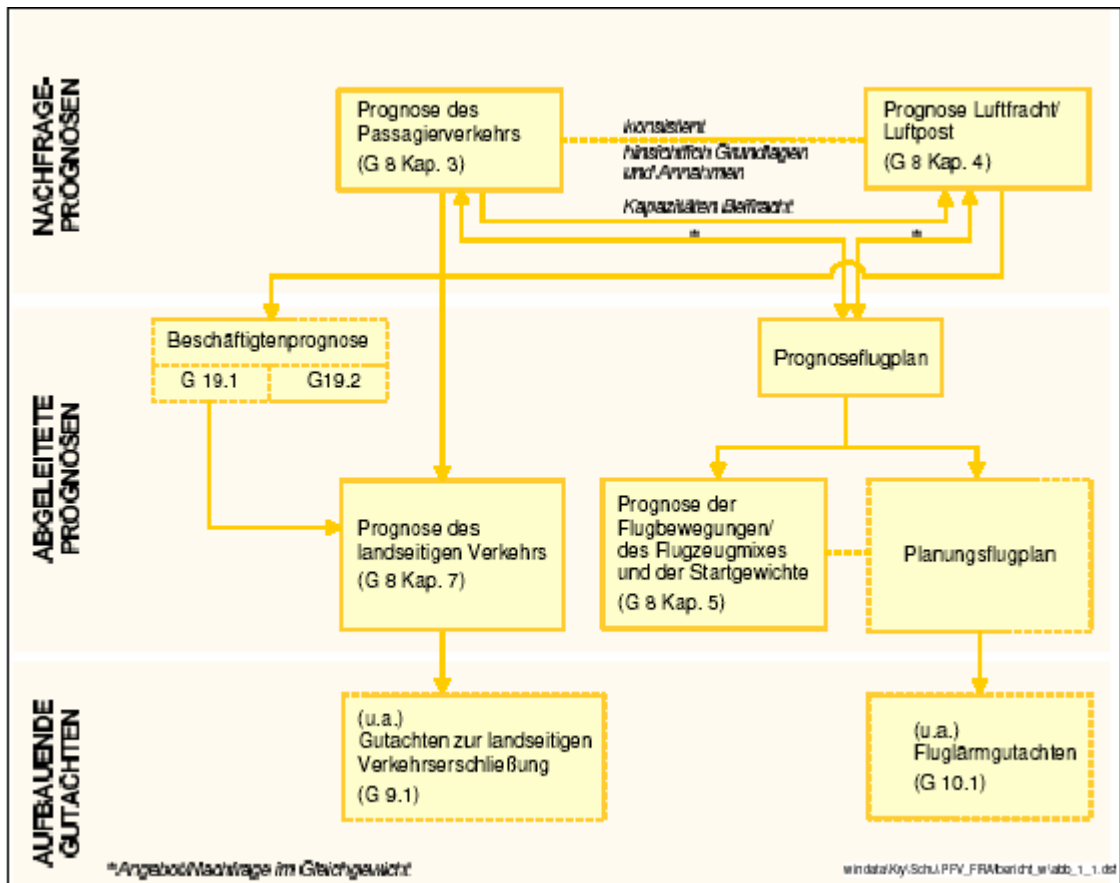 NACHFRAGE-
PROGNOSEN
Prognose des
Passagierverkehrs
(G 8 Kap. 3)
konsistent
hinsichtlich Grundlagen
und Annahmen
Kapazitäten Beifracht
Prognose Luftfracht/
Luftpost
(G 8 Kap. 4)
*
*
ABGELEITETE
PROGNOSEN
Beschäftigtenprognose
G 19.1
G19.2
Prognoseflugplan
Prognose des
landseitigen Verkehrs
(G 8 Kap. 7)
Prognose der
Flugbewegungen/
des Flugzeugmixes
und der Startgewichte
(G 8 Kap. 5)
Planungsflugplan
AUFBAUENDE
GUTACHTEN
(u.a.)
Gutachten zur landseitigen
Verkehrserschließung
(G 9.1)
(u.a.)
Fluglärmgutachten
(G 10.1)
*Angebot/Nachfrage im Gleichgewicht